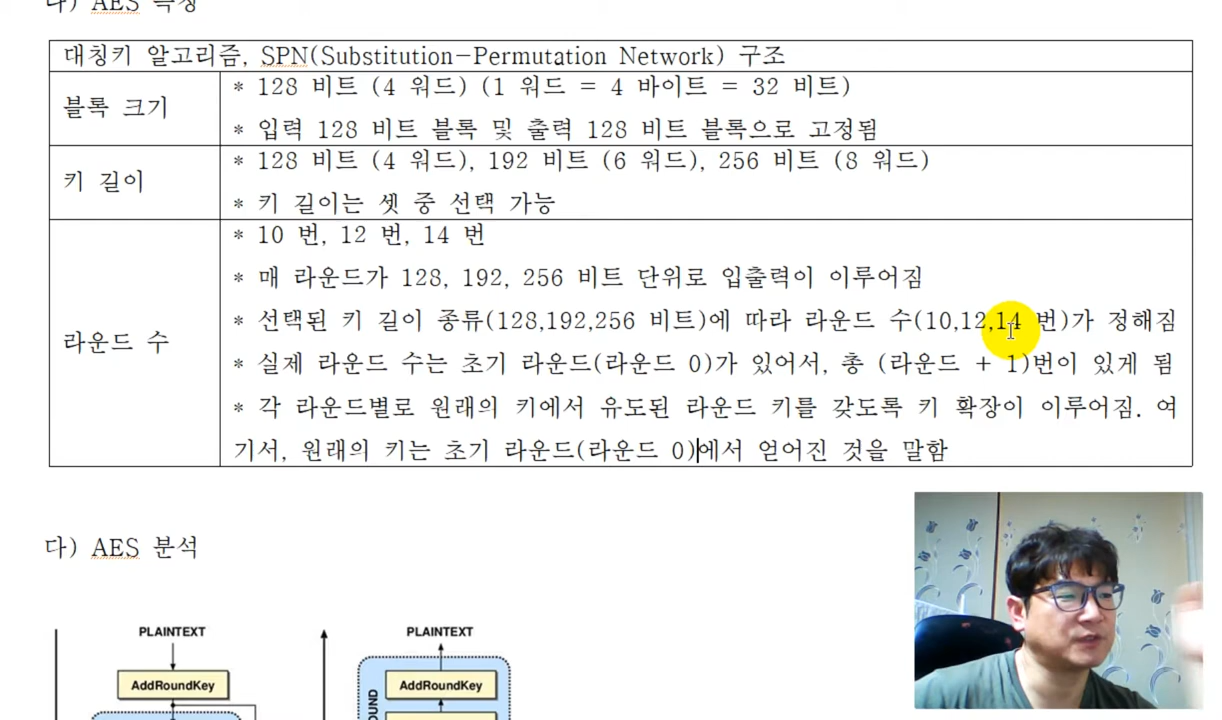 나) AES 특징
대칭키 알고리즘, SPN(Substitution-Permutation Network) 구조
블록 크기
* 128 비트 (4 워드) (1 워드 = 4 바이트 = 32 비트)
* 입력 128 비트 블록 및 출력 128 비트 블록으로 고정됨
키 길이
* 128 비트 (4 워드), 192 비트 (6 워드), 256 비트 (8 워드)
* 키 길이는 셋 중 선택 가능
라운드 수
* 10 번, 12 번, 14 번
* 매 라운드가 128, 192, 256 비트 단위로 입출력이 이루어짐
* 선택된 키 길이 종류(128,192,256 비트)에 따라 라운드 수(10,12,14 번)가 정해짐
* 실제 라운드 수는 초기 라운드(라운드 0)가 있어서, 총 (라운드 + 1)번이 있게 됨
* 각 라운드별로 원래의 키에서 유도된 라운드 키를 갖도록 키 확장이 이루어짐. 여
기서, 원래의 키는 초기 라운드(라운드 0)에서 얻어진 것을 말함
다) AES 분석
PLAINTEXT
AddRoundKey
PLAINTEXT
AddRoundKey